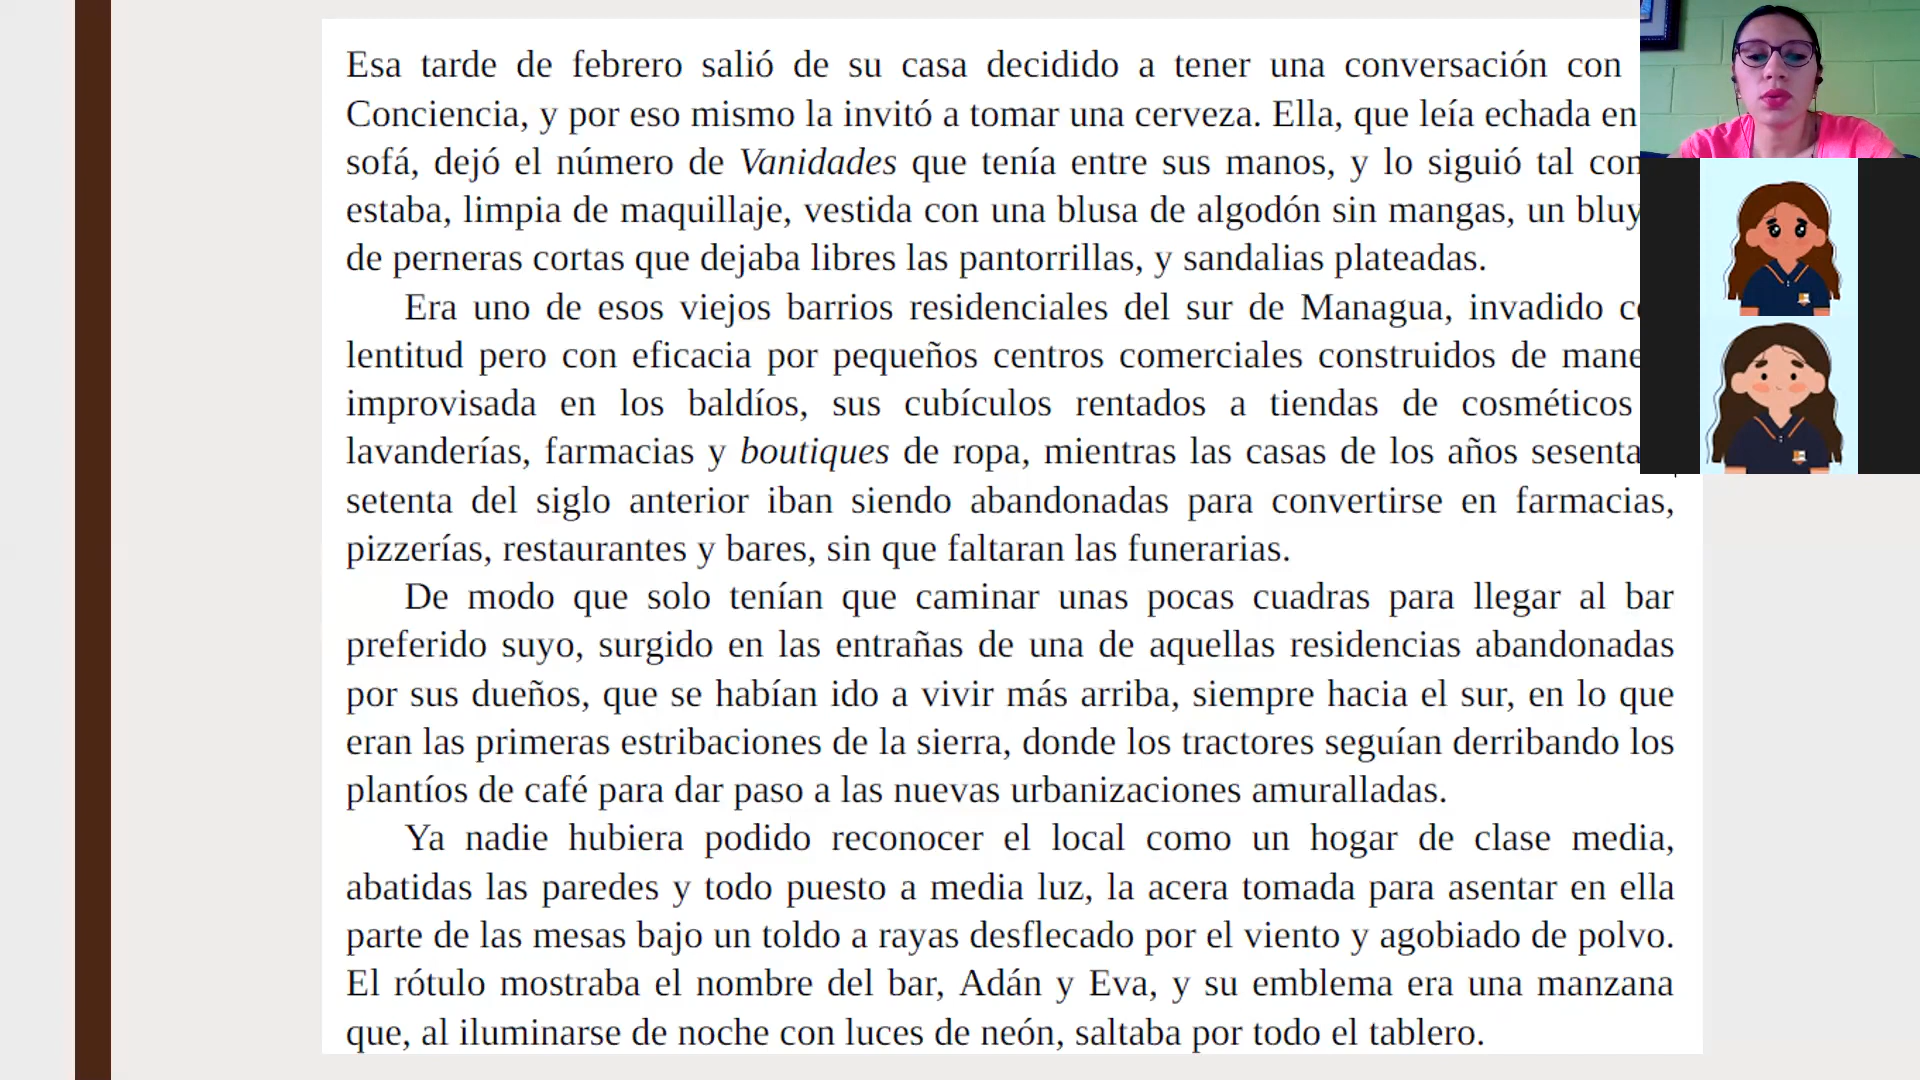 Esa tarde de febrero salió de su casa decidido a tener una conversación con
Conciencia, y por eso mismo la invitó a tomar una cerveza. Ella, que leía echada en
sofá, dejó el número de Vanidades que tenía entre sus manos, y lo siguió tal
estaba, limpia de maquillaje, vestida con una blusa de algodón sin mangas, un
de perneras cortas que dejaba libres las pantorrillas, y sandalias plateadas.
Era uno de esos viejos barrios residenciales del sur de Managua, invadido
lentitud pero con eficacia por pequeños centros comerciales construidos de
improvisada en los baldíos, sus cubículos rentados a tiendas de cosméticos
lavanderías, farmacias y boutiques de ropa, mientras las casas de los años sesenta
setenta del siglo anterior iban siendo abandonadas para convertirse en farmacias,
pizzerías, restaurantes y bares, sin que faltaran las funerarias.
De modo que solo tenían que caminar unas pocas cuadras para llegar al bar
preferido suyo, surgido en las entrañas de una de aquellas residencias abandonadas
por sus dueños, que se habían ido a vivir más arriba, siempre hacia el sur, en lo que
eran las primeras estribaciones de la sierra, donde los tractores seguían derribando los
plantíos de café para dar paso a las nuevas urbanizaciones amuralladas.
Ya nadie hubiera podido reconocer el local como un hogar de clase media,
abatidas las paredes y todo puesto a media luz, la acera tomada para asentar en ella
parte de las mesas bajo un toldo a rayas desflecado por el viento y agobiado de polvo.
El rótulo mostraba el nombre del bar, Adán y Eva, y su emblema era una manzana
que, al iluminarse de noche con luces de neón, saltaba por todo el tablero.